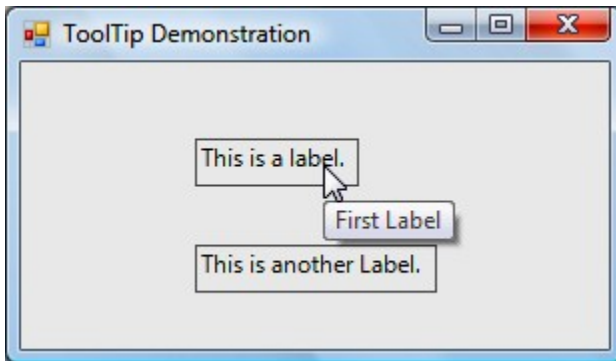 ToolTip Demonstration
This is a label.
First Label
This is another Label.